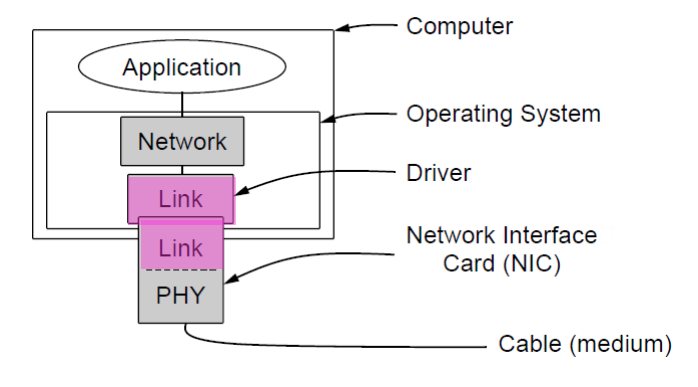 Computer
Application
Operating System
Network
Driver
Link
Link
Network Interface
Card (NIC)
PHY
Cable (medium)